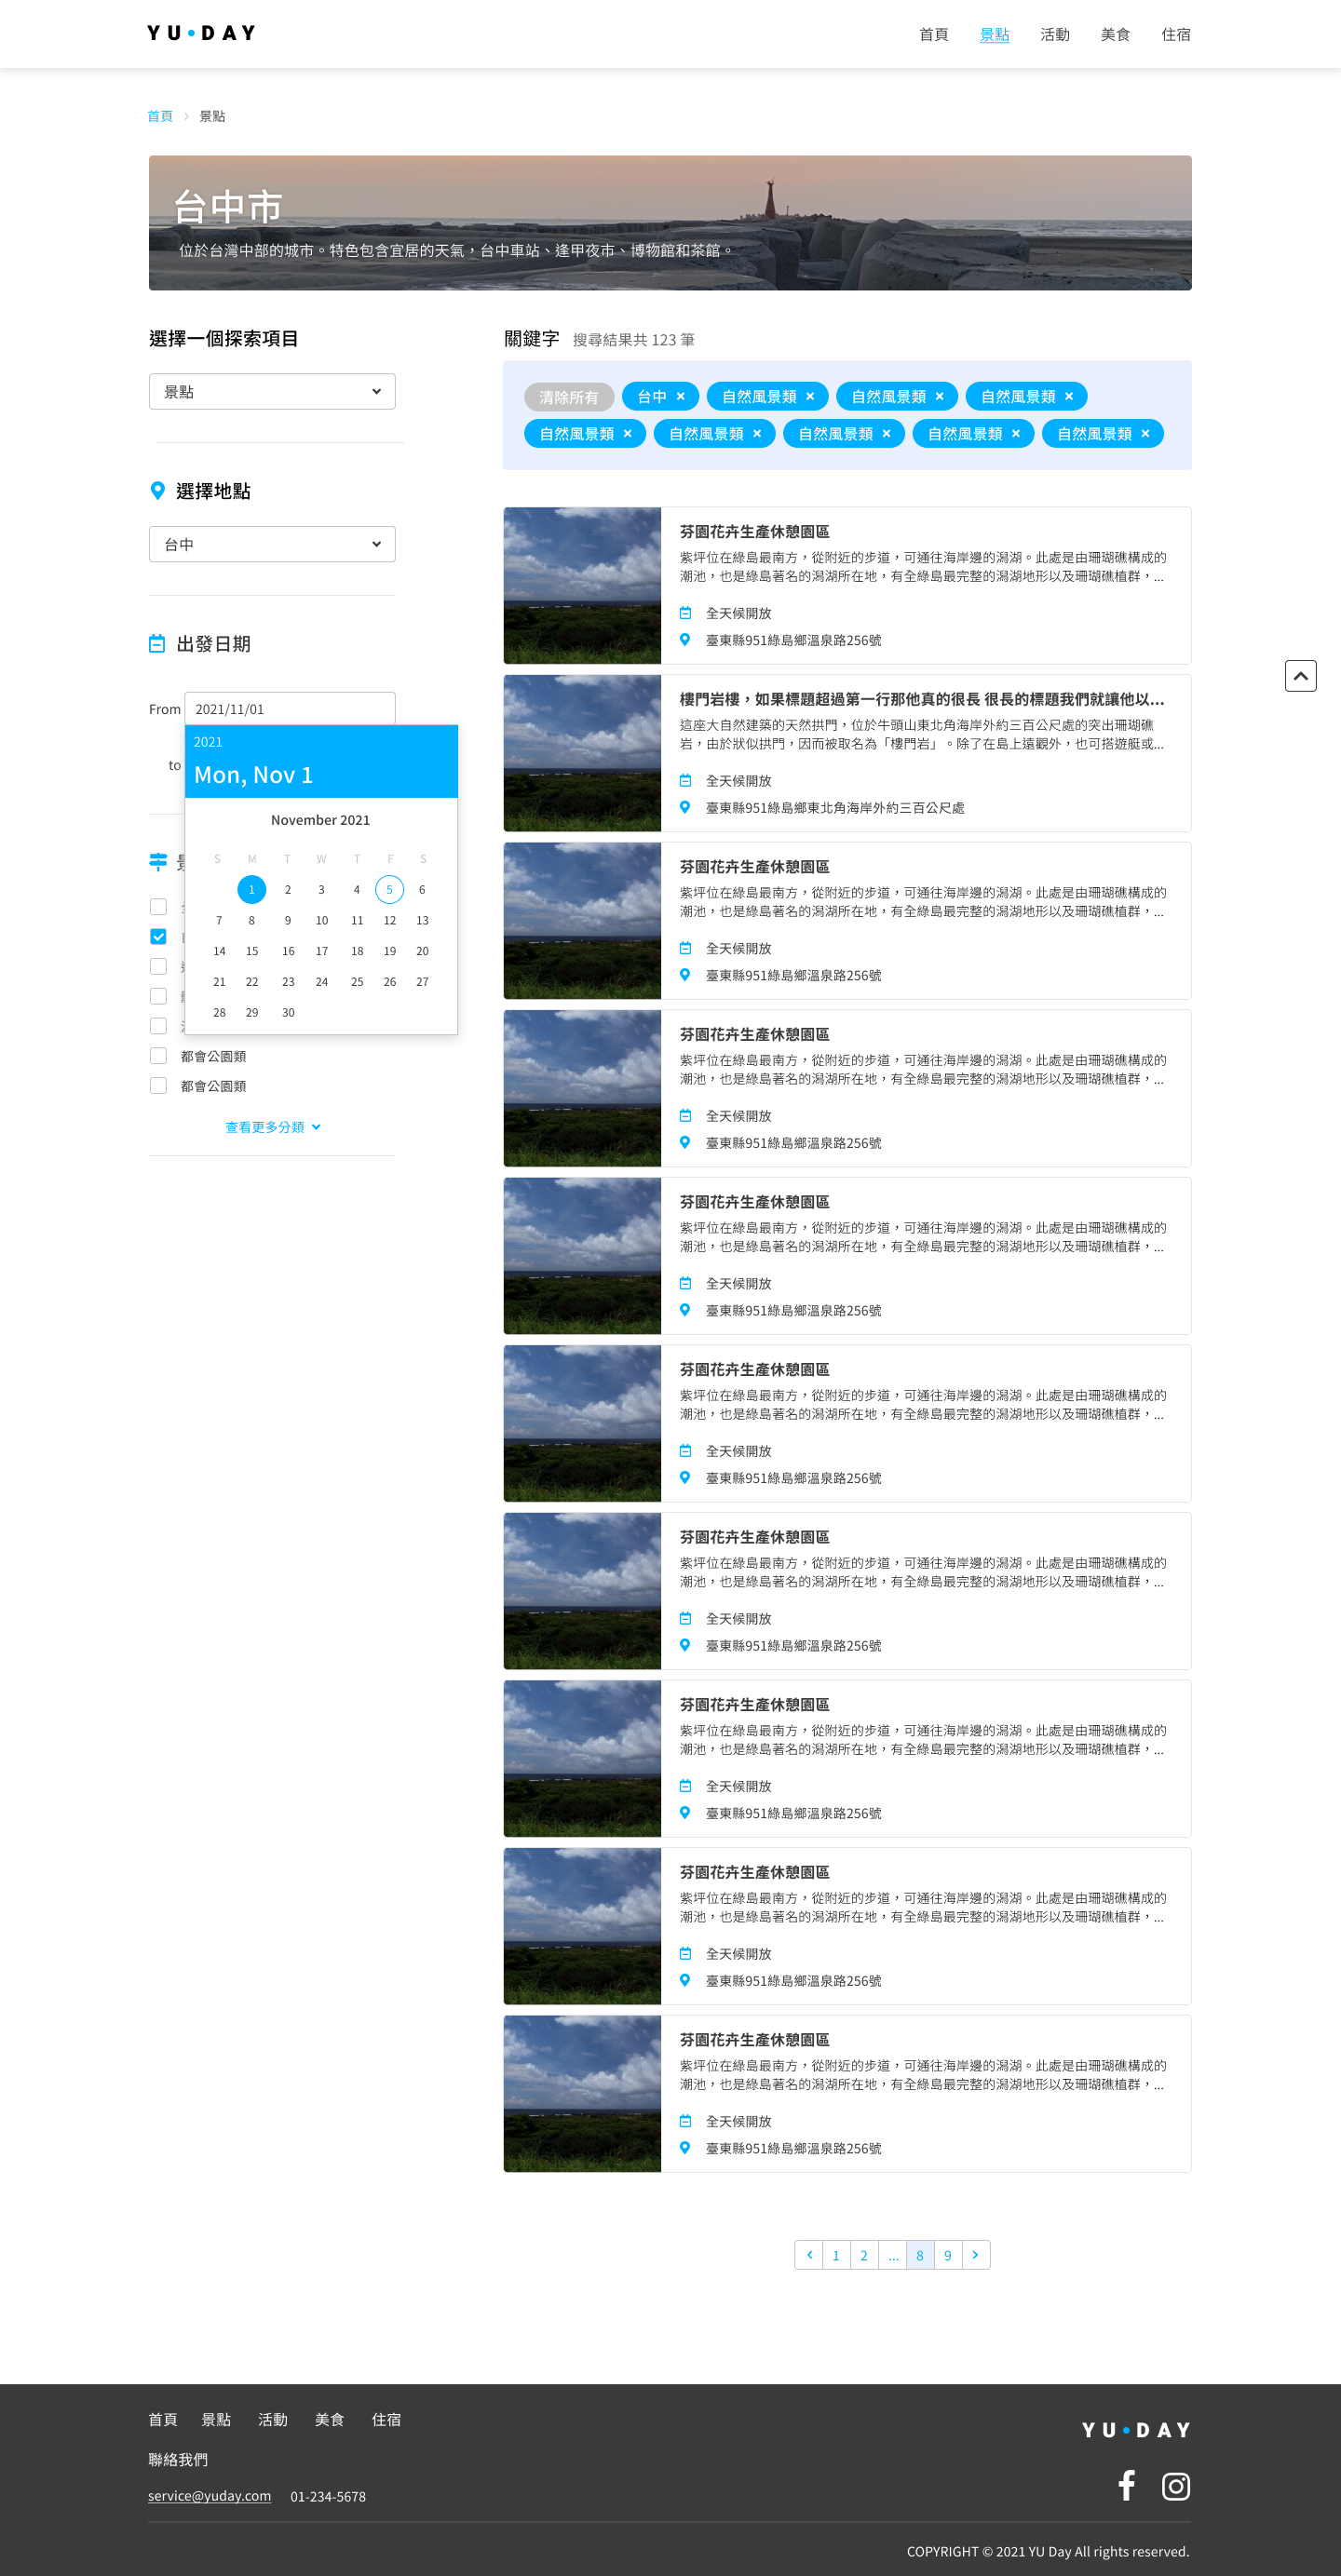 YU•DAY
首頁 景點 活動 美食 住宿
首頁 › 景點
台中市
位於台灣中部的城市。特色包含宜居的天氣，台中車站、逢甲夜市、博物館和茶館。
選擇一個探索項目
景點
選擇地點
台中
出發日期
From 2021/11/01
to
2021
Mon, Nov 1
November 2021
S M T W T F S
1 2 3 4 5 6
7 8 9 10 11 12 13
14 15 16 17 18 19 20
21 22 23 24 25 26 27
28 29 30
都會公園類
都會公園類
查看更多分類
關鍵字 搜尋結果共 123 筆
清除所有 台中 × 自然風景類 × 自然風景類 × 自然風景類 ×
自然風景類 × 自然風景類 × 自然風景類 × 自然風景類 × 自然風景類 ×
芬園花卉生產休憩園區
紫坪位在綠島最南方，從附近的步道，可通往海岸邊的潟湖。此處是由珊瑚礁構成的
潮池，也是綠島著名的潟湖所在地，有全綠島最完整的潟湖地形以及珊瑚礁植群，...
全天候開放
臺東縣951綠島鄉溫泉路256號
樓門岩樓，如果標題超過第一行那他真的很長 很長的標題我們就讓他以...
這座大自然建築的天然拱門，位於牛頭山東北角海岸外約三百公尺處的突出珊瑚礁
岩，由於狀似拱門，因而被取名為「樓門岩」。除了在島上遠觀外，也可搭遊艇或...
全天候開放
臺東縣951綠島鄉東北角海岸外約三百公尺處
芬園花卉生產休憩園區
紫坪位在綠島最南方，從附近的步道，可通往海岸邊的潟湖。此處是由珊瑚礁構成的
潮池，也是綠島著名的潟湖所在地，有全綠島最完整的潟湖地形以及珊瑚礁植群，...
全天候開放
臺東縣951綠島鄉溫泉路256號
芬園花卉生產休憩園區
紫坪位在綠島最南方，從附近的步道，可通往海岸邊的潟湖。此處是由珊瑚礁構成的
潮池，也是綠島著名的潟湖所在地，有全綠島最完整的潟湖地形以及珊瑚礁植群，...
全天候開放
臺東縣951綠島鄉溫泉路256號
芬園花卉生產休憩園區
紫坪位在綠島最南方，從附近的步道，可通往海岸邊的潟湖。此處是由珊瑚礁構成的
潮池，也是綠島著名的潟湖所在地，有全綠島最完整的潟湖地形以及珊瑚礁植群，...
全天候開放
臺東縣951綠島鄉溫泉路256號
芬園花卉生產休憩園區
紫坪位在綠島最南方，從附近的步道，可通往海岸邊的潟湖。此處是由珊瑚礁構成的
潮池，也是綠島著名的潟湖所在地，有全綠島最完整的潟湖地形以及珊瑚礁植群，...
全天候開放
臺東縣951綠島鄉溫泉路256號
芬園花卉生產休憩園區
紫坪位在綠島最南方，從附近的步道，可通往海岸邊的潟湖。此處是由珊瑚礁構成的
潮池，也是綠島著名的潟湖所在地，有全綠島最完整的潟湖地形以及珊瑚礁植群，...
全天候開放
臺東縣951綠島鄉溫泉路256號
芬園花卉生產休憩園區
紫坪位在綠島最南方，從附近的步道，可通往海岸邊的潟湖。此處是由珊瑚礁構成的
潮池，也是綠島著名的潟湖所在地，有全綠島最完整的潟湖地形以及珊瑚礁植群，...
全天候開放
臺東縣951綠島鄉溫泉路256號
芬園花卉生產休憩園區
紫坪位在綠島最南方，從附近的步道，可通往海岸邊的潟湖。此處是由珊瑚礁構成的
潮池，也是綠島著名的潟湖所在地，有全綠島最完整的潟湖地形以及珊瑚礁植群，...
全天候開放
臺東縣951綠島鄉溫泉路256號
芬園花卉生產休憩園區
紫坪位在綠島最南方，從附近的步道，可通往海岸邊的潟湖。此處是由珊瑚礁構成的
潮池，也是綠島著名的潟湖所在地，有全綠島最完整的潟湖地形以及珊瑚礁植群，...
全天候開放
臺東縣951綠島鄉溫泉路256號
‹ 1 2 ... 8 9 ›
首頁 景點 活動 美食 住宿
YU•DAY
聯絡我們
service@yuday.com 01-234-5678
COPYRIGHT © 2021 YU Day All rights reserved.